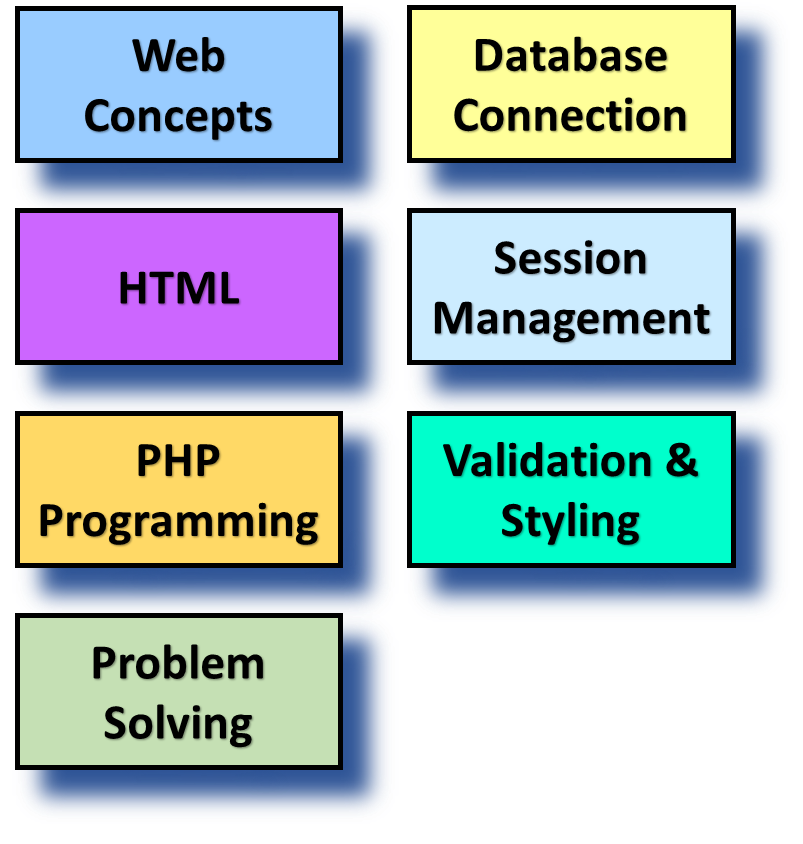 Web
Concepts
HTML
PHP
Programming
Problem
Solving
Database
Connection
Session
Management
Validation &
Styling